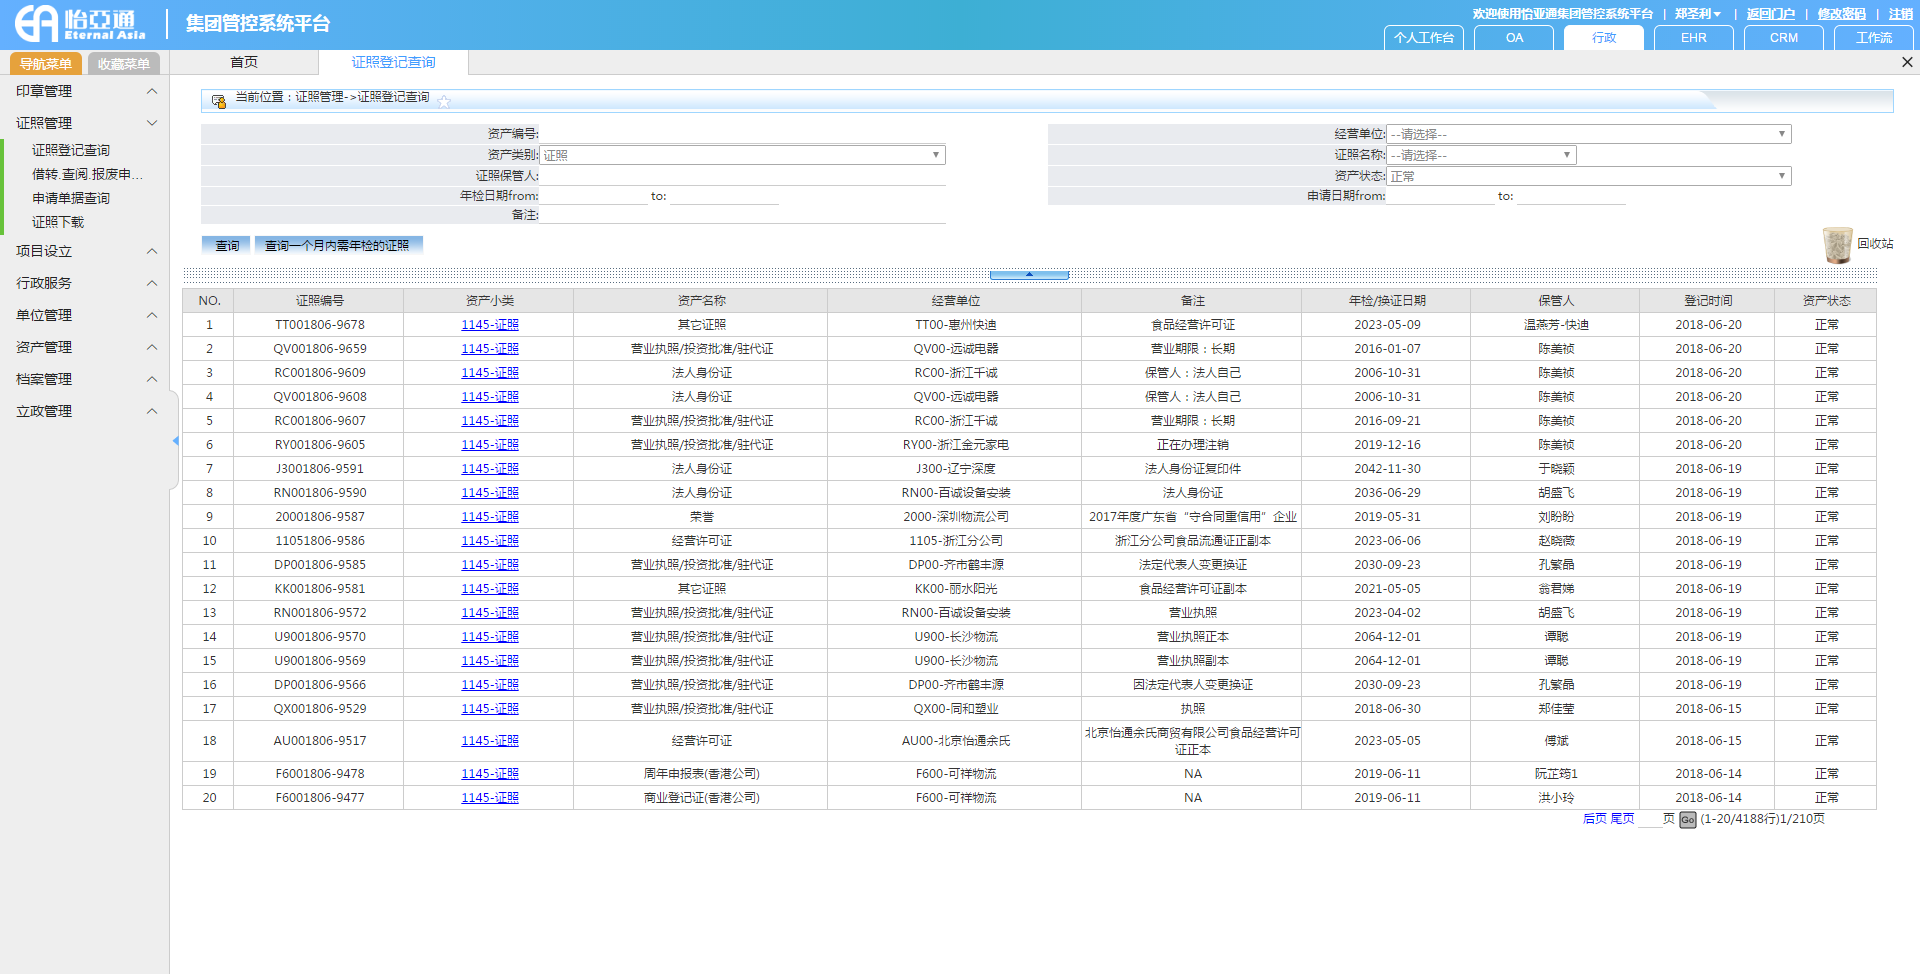 怡亞通
Eternal Asia
集团管控系统平台
欢迎使用怡亚通集团管控系统平台 | 郑圣利 | 返回门户 | 修改密码 | 注销
个人工作台 OA 行政 EHR CRM 工作流
导航菜单 收藏菜单 首页 证照登记查询
印章管理
证照管理
证照登记查询
借转.查阅.报废申...
申请单据查询
证照下载
项目设立
行政服务
单位管理
资产管理
档案管理
立政管理
当前位置：证照管理->证照登记查询
资产编号: 经营单位: --请选择--
资产类别: 证照 证照名称: --请选择--
证照保管人: 资产状态: 正常
年检日期from: to: 申请日期from: to:
备注:
查询 查询一个月内需年检的证照 回收站
NO. 证照编号 资产小类 资产名称 经营单位 备注 年检/换证日期 保管人 登记时间 资产状态
1 TT001806-9678 1145-证照 其它证照 TT00-惠州快迪 食品经营许可证 2023-05-09 温燕芳-快迪 2018-06-20 正常
2 QV001806-9659 1145-证照 营业执照/投资批准/驻代证 QV00-远诚电器 营业期限：长期 2016-01-07 陈美祯 2018-06-20 正常
3 RC001806-9609 1145-证照 法人身份证 RC00-浙江千诚 保管人：法人自己 2006-10-31 陈美祯 2018-06-20 正常
4 QV001806-9608 1145-证照 法人身份证 QV00-远诚电器 保管人：法人自己 2006-10-31 陈美祯 2018-06-20 正常
5 RC001806-9607 1145-证照 营业执照/投资批准/驻代证 RC00-浙江千诚 营业期限：长期 2016-09-21 陈美祯 2018-06-20 正常
6 RY001806-9605 1145-证照 营业执照/投资批准/驻代证 RY00-浙江金元家电 正在办理注销 2019-12-16 陈美祯 2018-06-20 正常
7 J3001806-9591 1145-证照 法人身份证 J300-辽宁深度 法人身份证复印件 2042-11-30 于晓颖 2018-06-19 正常
8 RN001806-9590 1145-证照 法人身份证 RN00-百诚设备安装 法人身份证 2036-06-29 胡盛飞 2018-06-19 正常
9 20001806-9587 1145-证照 荣誉 2000-深圳物流公司 2017年度广东省“守合同重信用”企业 2019-05-31 刘盼盼 2018-06-19 正常
10 11051806-9586 1145-证照 经营许可证 1105-浙江分公司 浙江分公司食品流通证正副本 2023-06-06 赵晓薇 2018-06-19 正常
11 DP001806-9585 1145-证照 营业执照/投资批准/驻代证 DP00-齐市鹤丰源 法定代表人变更换证 2030-09-23 孔繁晶 2018-06-19 正常
12 KK001806-9581 1145-证照 其它证照 KK00-丽水阳光 食品经营许可证副本 2021-05-05 翁君娣 2018-06-19 正常
13 RN001806-9572 1145-证照 营业执照/投资批准/驻代证 RN00-百诚设备安装 营业执照 2023-04-02 胡盛飞 2018-06-19 正常
14 U9001806-9570 1145-证照 营业执照/投资批准/驻代证 U900-长沙物流 营业执照正本 2064-12-01 谭聪 2018-06-19 正常
15 U9001806-9569 1145-证照 营业执照/投资批准/驻代证 U900-长沙物流 营业执照副本 2064-12-01 谭聪 2018-06-19 正常
16 DP001806-9566 1145-证照 营业执照/投资批准/驻代证 DP00-齐市鹤丰源 因法定代表人变更换证 2030-09-23 孔繁晶 2018-06-19 正常
17 QX001806-9529 1145-证照 营业执照/投资批准/驻代证 QX00-同和塑业 执照 2018-06-30 郑佳莹 2018-06-15 正常
18 AU001806-9517 1145-证照 经营许可证 AU00-北京怡通余氏 北京怡通余氏商贸有限公司食品经营许可证正本 2023-05-05 傅斌 2018-06-15 正常
19 F6001806-9478 1145-证照 周年申报表(香港公司) F600-可祥物流 NA 2019-06-11 阮芷筠1 2018-06-14 正常
20 F6001806-9477 1145-证照 商业登记证(香港公司) F600-可祥物流 NA 2019-06-11 洪小玲 2018-06-14 正常
后页 尾页 页 Go (1-20/4188行)1/210页